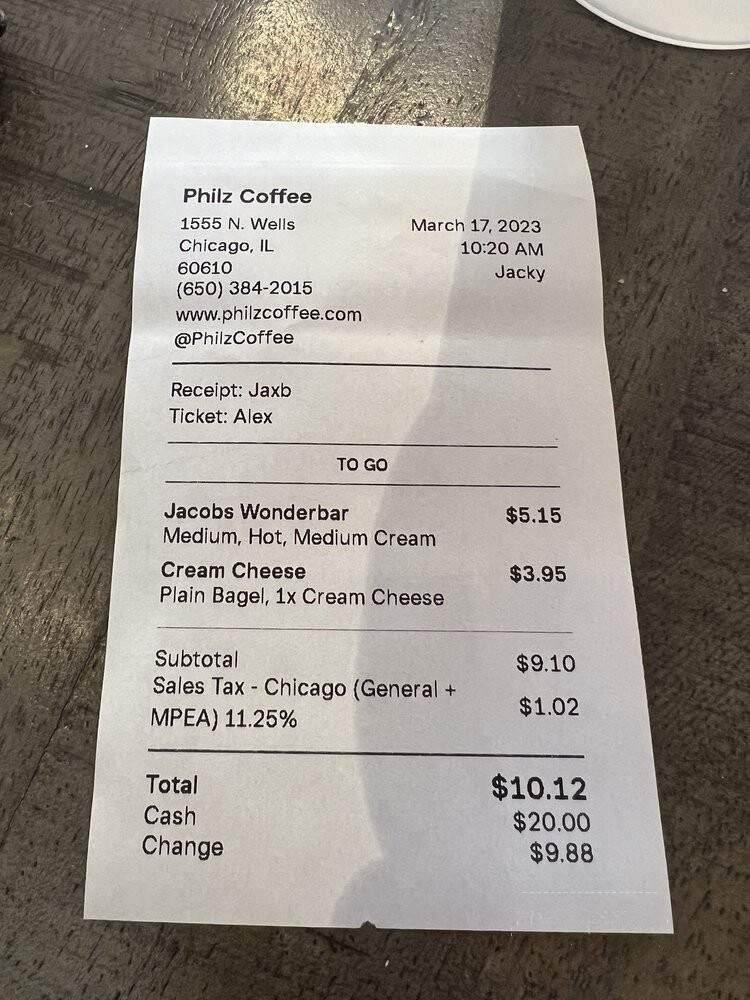 Philz Coffee
1555 N. Wells
Chicago, IL
60610
(650) 384-2015
www.philzcoffee.com
@PhilzCoffee
March 17, 2023
10:20 AM
Jacky
Receipt: Jaxb
Ticket: Alex
TO GO
Jacobs Wonderbar $5.15
Medium, Hot, Medium Cream
Cream Cheese $3.95
Plain Bagel, 1x Cream Cheese
Subtotal $9.10
Sales Tax - Chicago (General +
MPEA) 11.25% $1.02
Total $10.12
Cash $20.00
Change $9.88